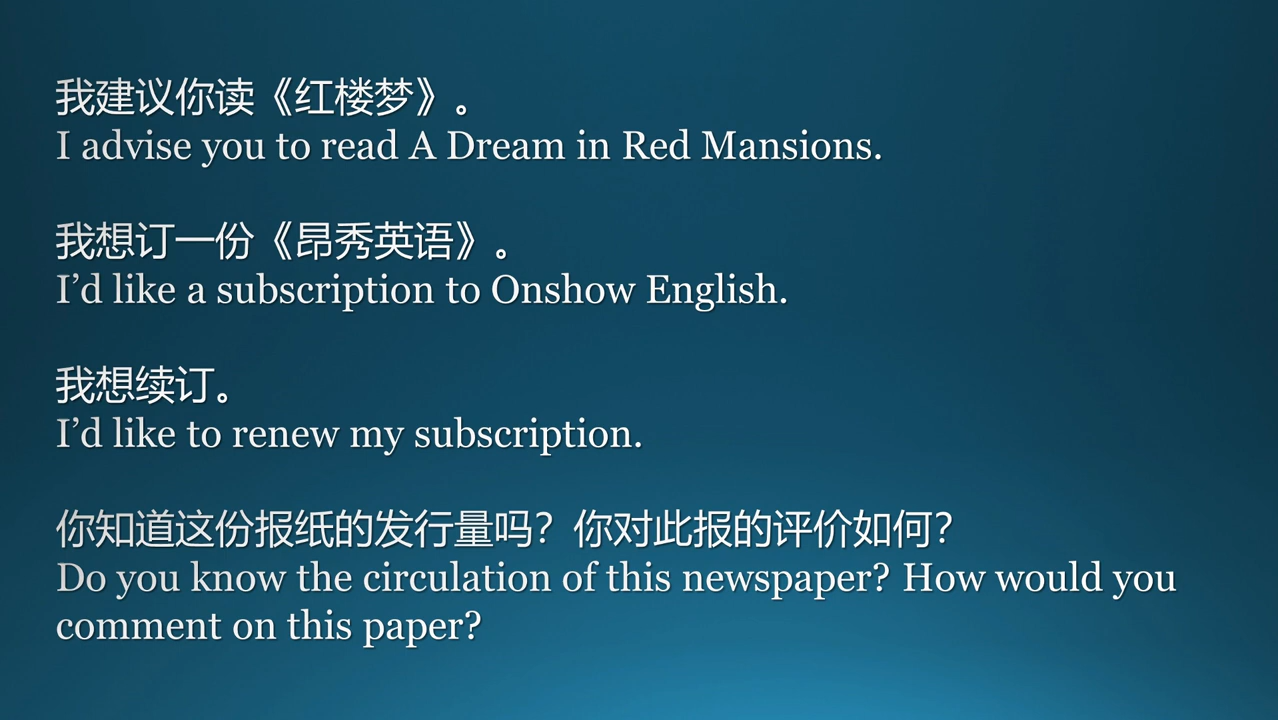 我建议你读《红楼梦》。
I advise you to read A Dream in Red Mansions.
我想订一份《昂秀英语》。
I’d like a subscription to Onshow English.
我想续订。
I’d like to renew my subscription.
你知道这份报纸的发行量吗？你对此报的评价如何？
Do you know the circulation of this newspaper? How would you
comment on this paper?